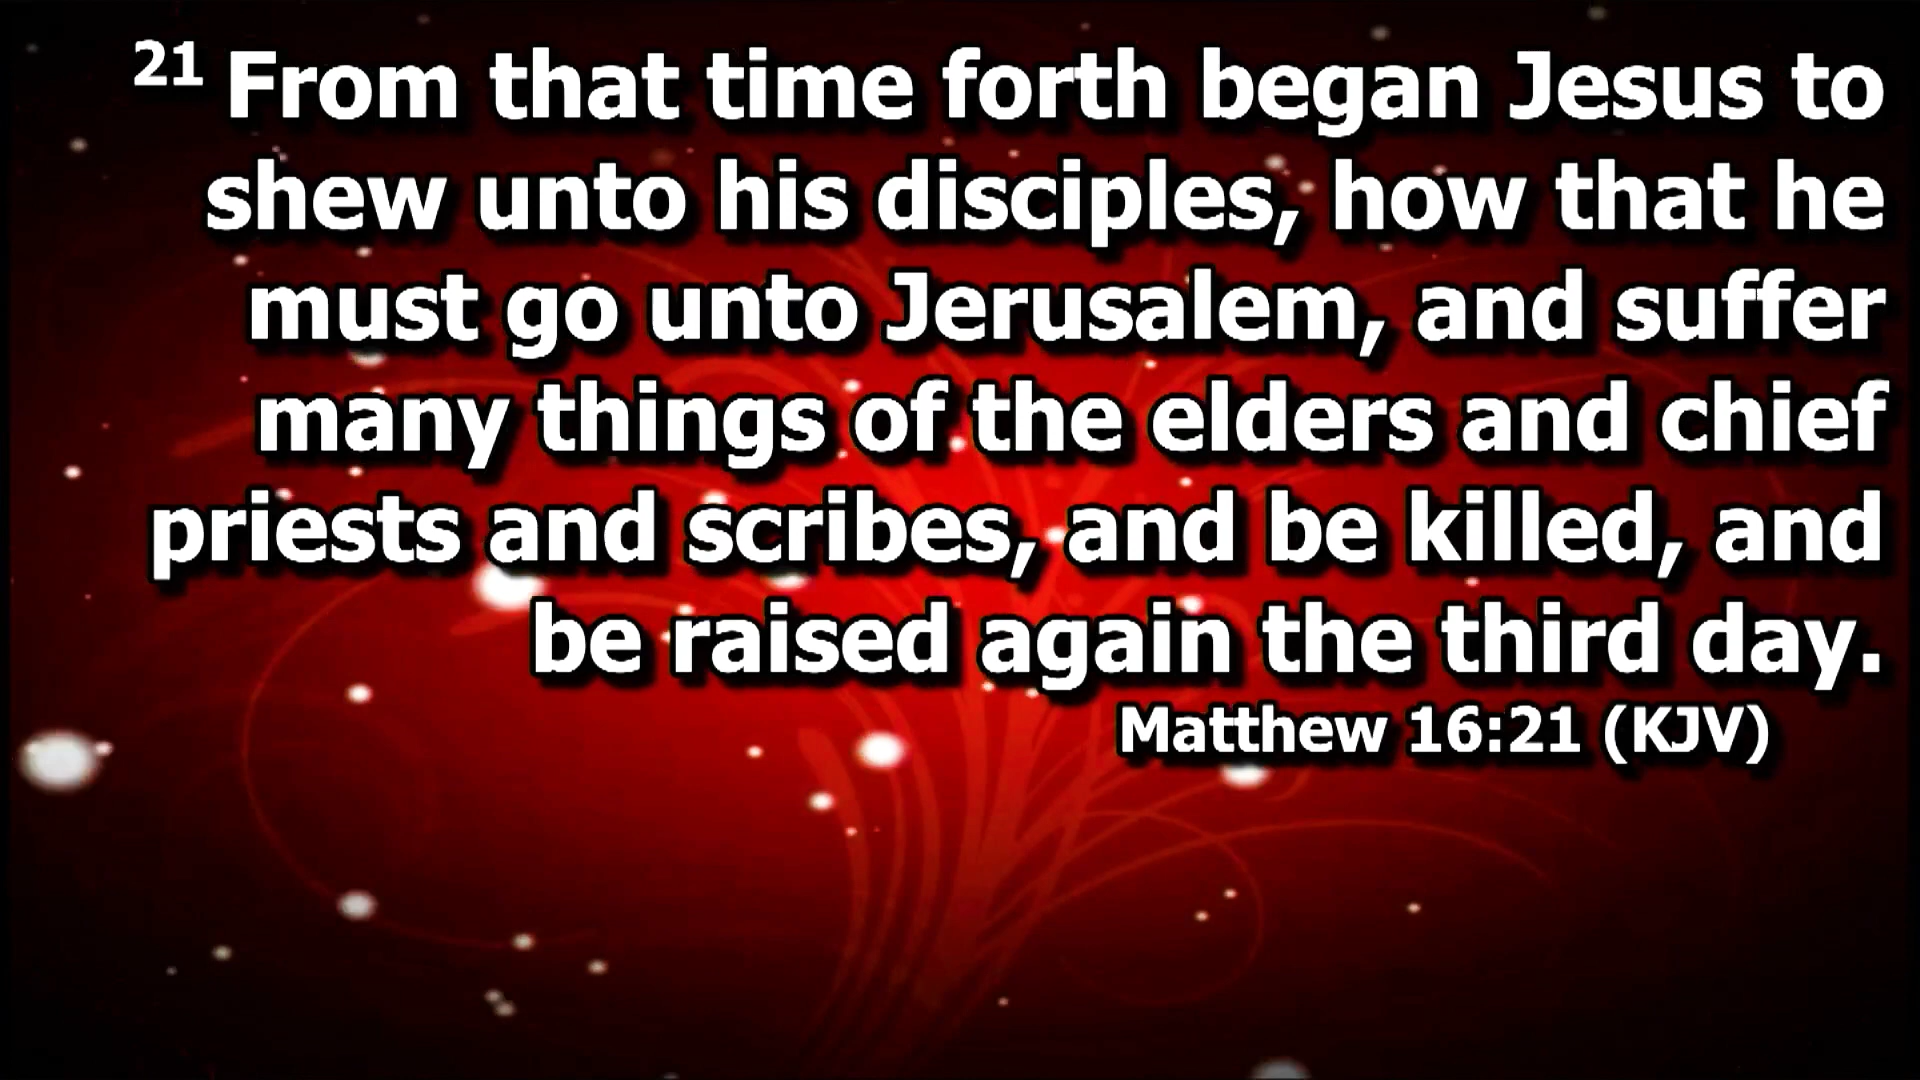 21 From that time forth began Jesus to
shew unto his disciples, how that he
must go unto Jerusalem, and suffer
many things of the elders and chief
priests and scribes, and be killed, and
be raised again the third day.
Matthew 16:21 (KJV)